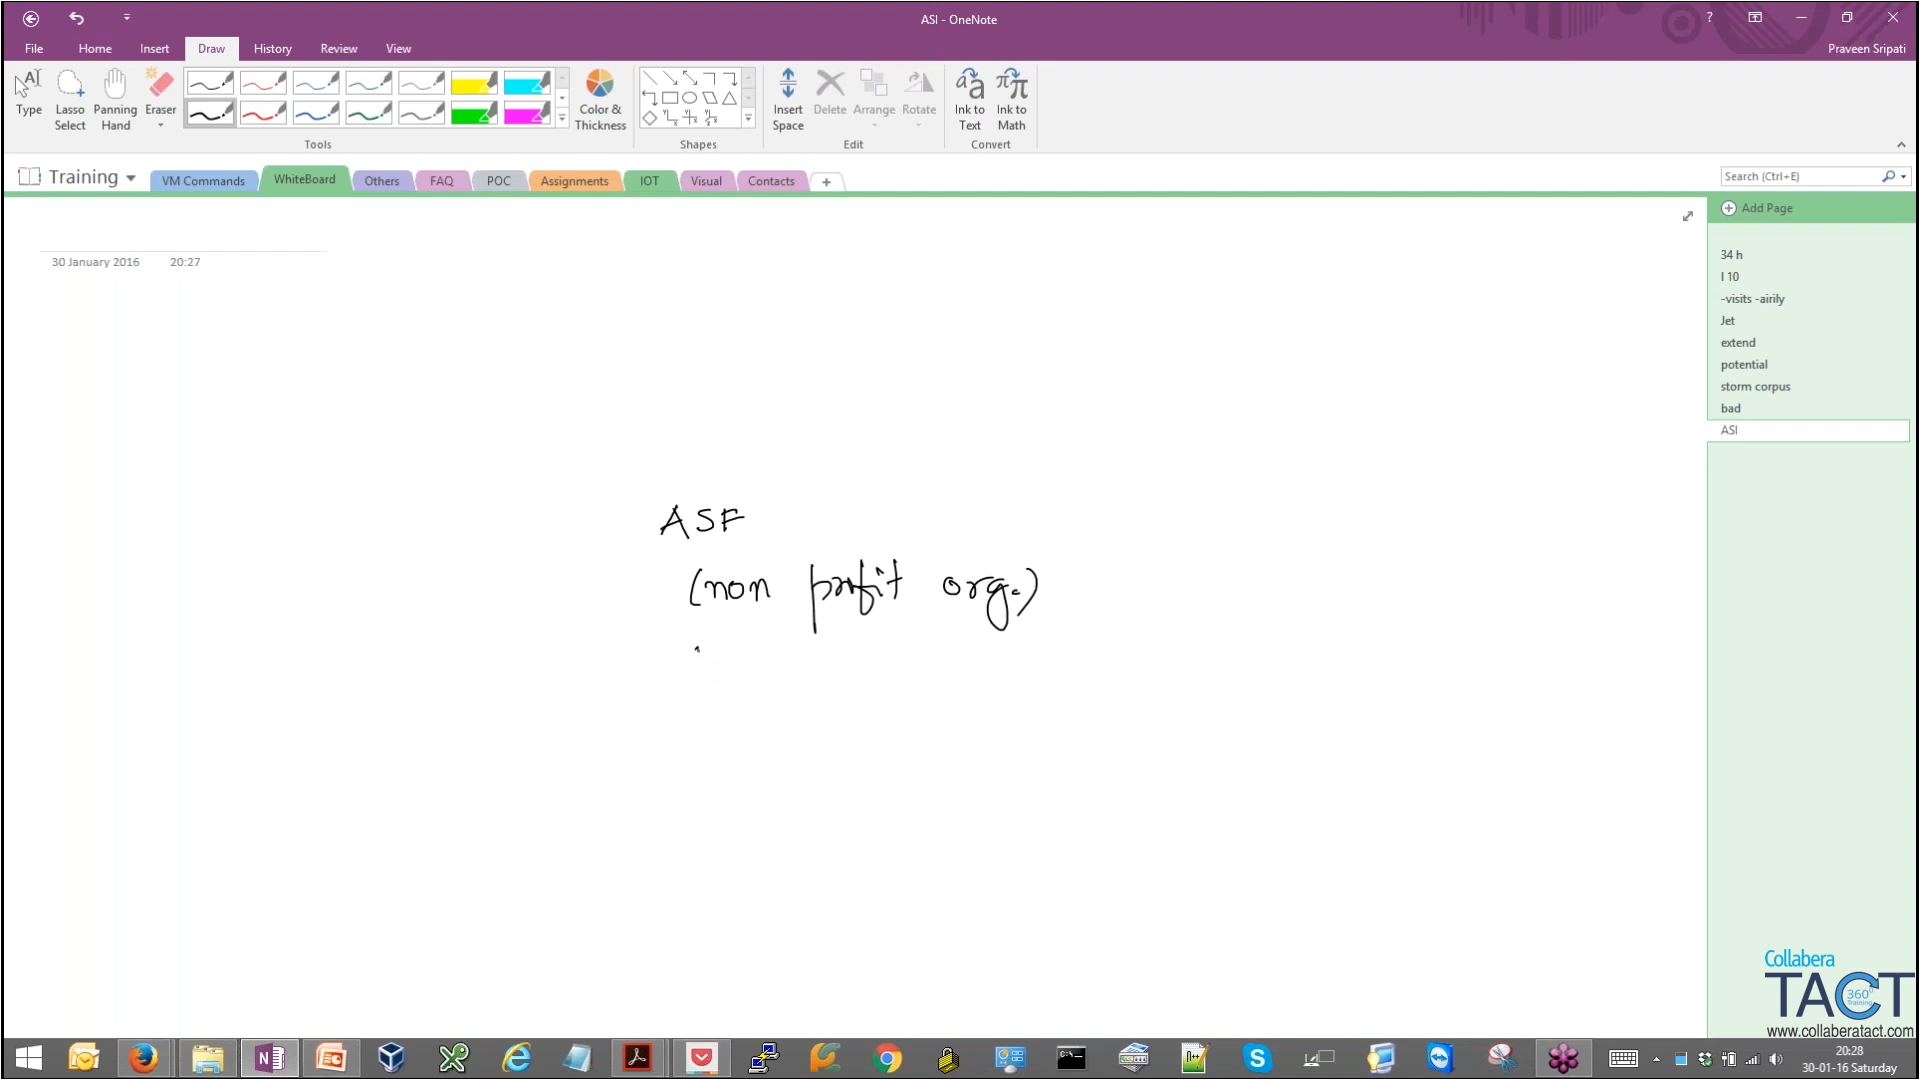 ASI - OneNote
?
File Home Insert Draw History Review View
Praveen Sripati
Type
Lasso Select
Panning Hand
Eraser
Color & Thickness
Insert Space
Delete
Arrange
Rotate
Ink to Text
Ink to Math
Tools
Shapes
Edit
Convert
Training
VM Commands WhiteBoard Others FAQ POC Assignments IOT Visual Contacts +
Search (Ctrl+E)
Add Page
30 January 2016 20:27
34 h
I 10
-visits -airily
Jet
extend
potential
storm corpus
bad
ASI
ASF
(non profit org.)
Collabera
TACT
360°
Training
www.collaberatact.com
20:28
30-01-16 Saturday